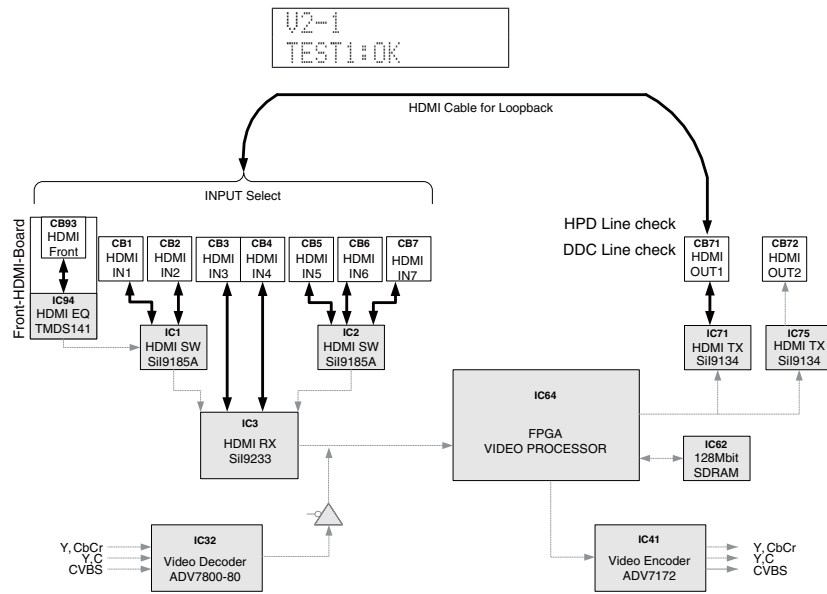 V2-1
TEST1:OK
HDMI Cable for Loopback
INPUT Select
Front-HDMI-Board
CB93
HDMI
Front
IC94
HDMI EQ
TMDS141
CB1
HDMI
IN1
CB2
HDMI
IN2
CB3
HDMI
IN3
CB4
HDMI
IN4
CB5
HDMI
IN5
CB6
HDMI
IN6
CB7
HDMI
IN7
HPD Line check
DDC Line check
CB71
HDMI
OUT1
CB72
HDMI
OUT2
IC1
HDMI SW
SiI9185A
IC2
HDMI SW
SiI9185A
IC71
HDMI TX
SiI9134
IC75
HDMI TX
SiI9134
IC3
HDMI RX
SiI9233
IC64
FPGA
VIDEO PROCESSOR
IC62
128Mbit
SDRAM
Y, CbCr
Y,C
CVBS
IC32
Video Decoder
ADV7800-80
IC41
Video Encoder
ADV7172
Y, CbCr
Y,C
CVBS